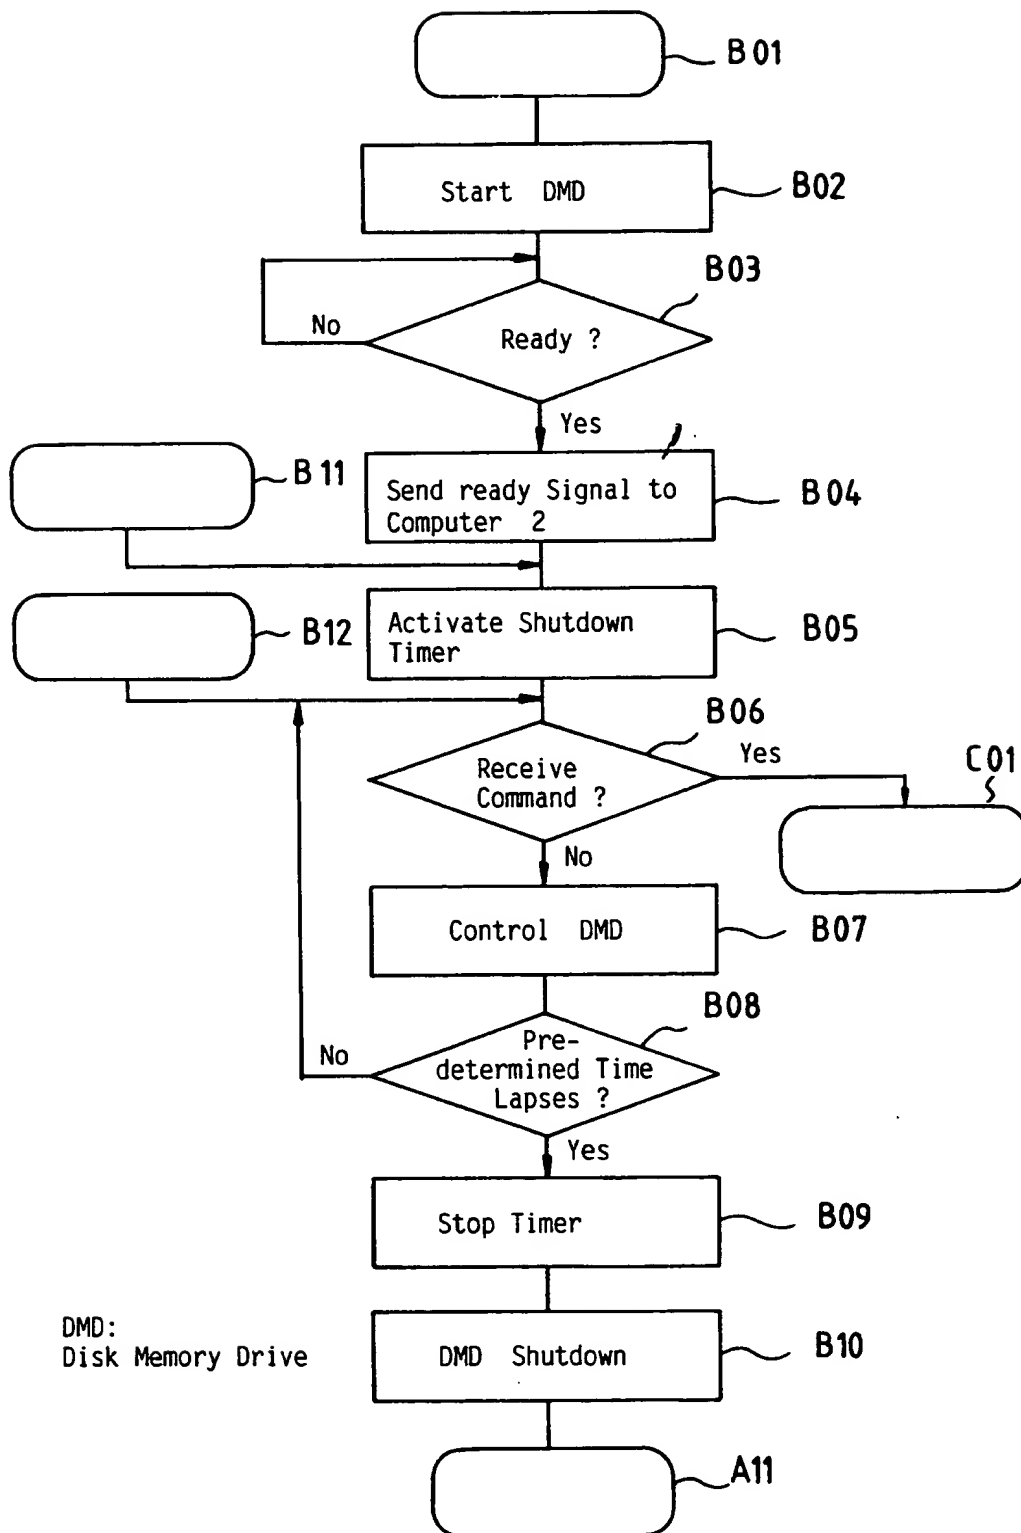 B01
Start DMD
B02
B03
No
Ready ?
Yes
B11
Send ready Signal to
Computer 2
B04
B12
Activate Shutdown
Timer
B05
B06
Yes
C01
Receive
Command ?
No
Control DMD
B07
B08
No
Pre-
determined Time
Lapses ?
Yes
Stop Timer
B09
DMD:
Disk Memory Drive
DMD Shutdown
B10
A11